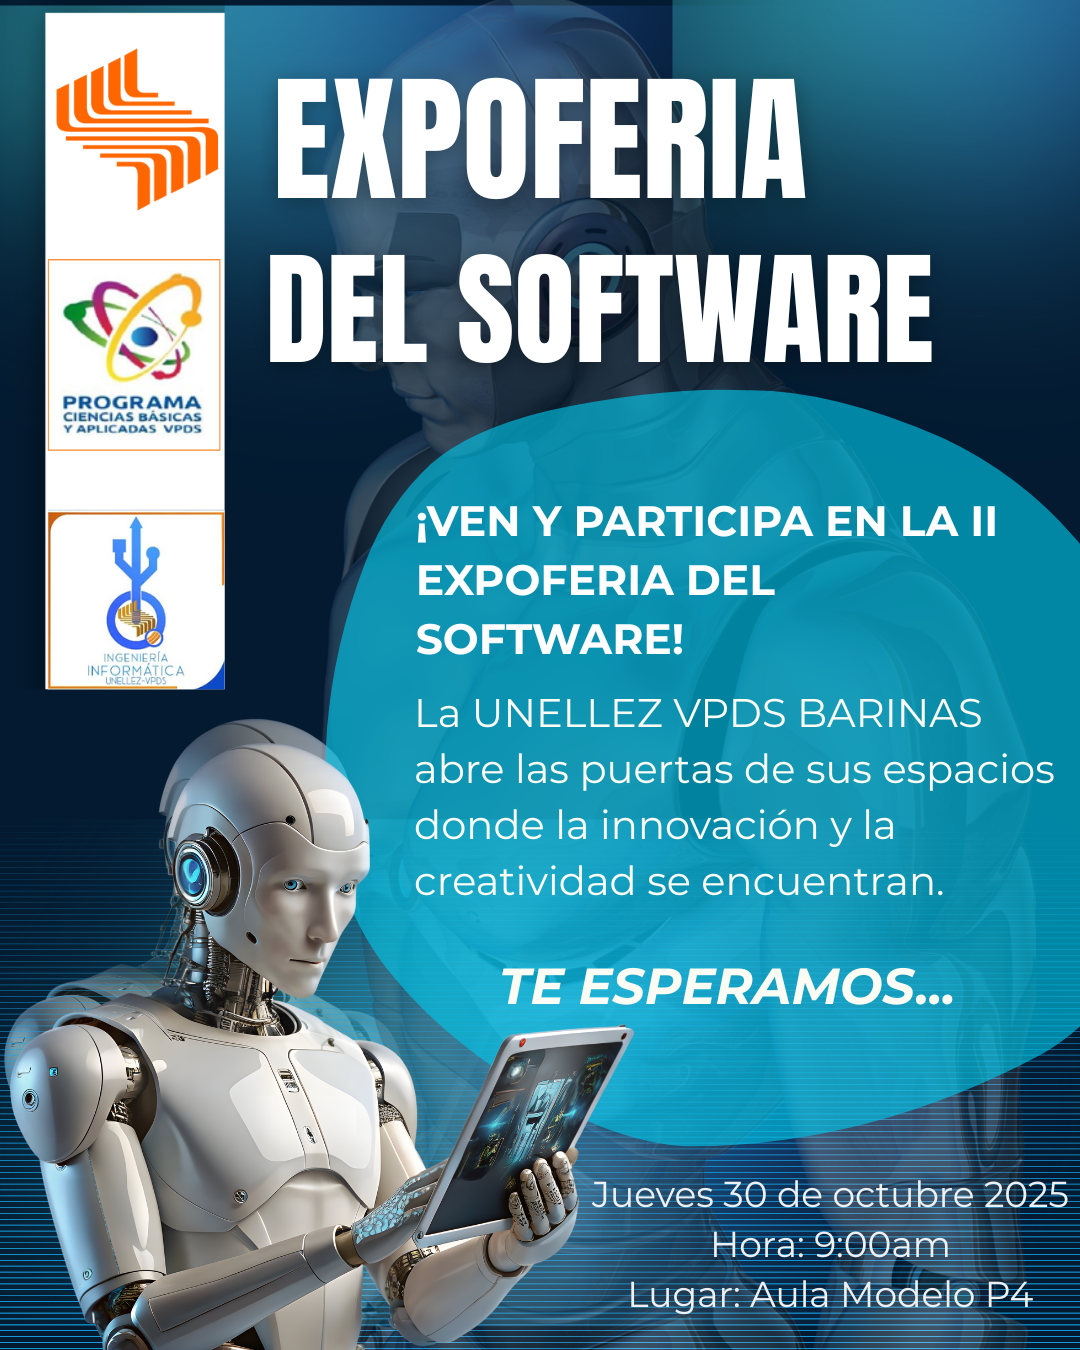 EXPOFERIA
DEL SOFTWARE
PROGRAMA
CIENCIAS BÁSICAS
Y APLICADAS VPDS
INGENIERÍA
INFORMÁTICA
UNELLEZ-VPDS
¡VEN Y PARTICIPA EN LA II
EXPOFERIA DEL
SOFTWARE!
La UNELLEZ VPDS BARINAS
abre las puertas de sus espacios
donde la innovación y la
creatividad se encuentran.
TE ESPERAMOS...
Jueves 30 de octubre 2025
Hora: 9:00am
Lugar: Aula Modelo P4